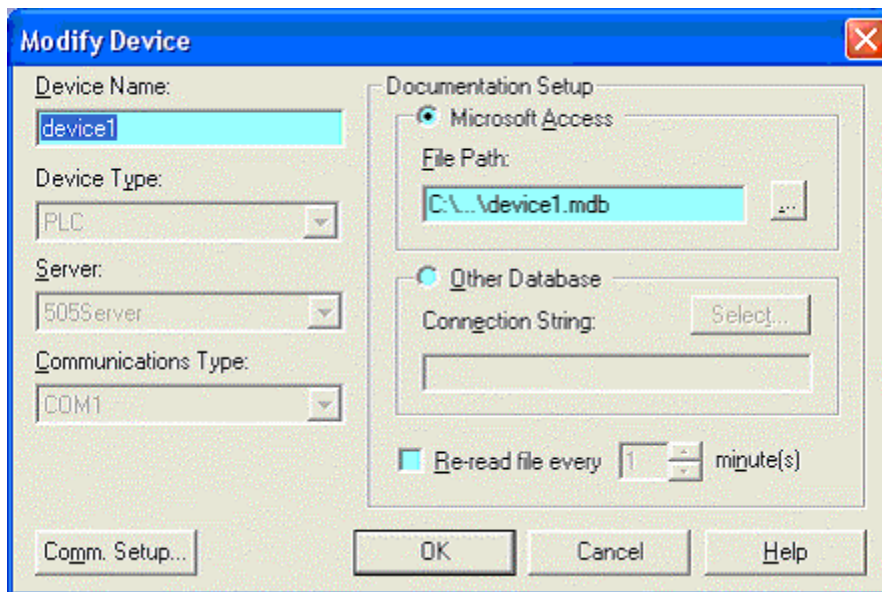 Modify Device
Device Name:
device1
Device Type:
PLC
Server:
505Server
Communications Type:
COM1
Comm. Setup...
Documentation Setup
Microsoft Access
File Path:
C:\...\device1.mdb
...
Other Database
Connection String:
Select...
Re-read file every 1 minute(s)
OK
Cancel
Help